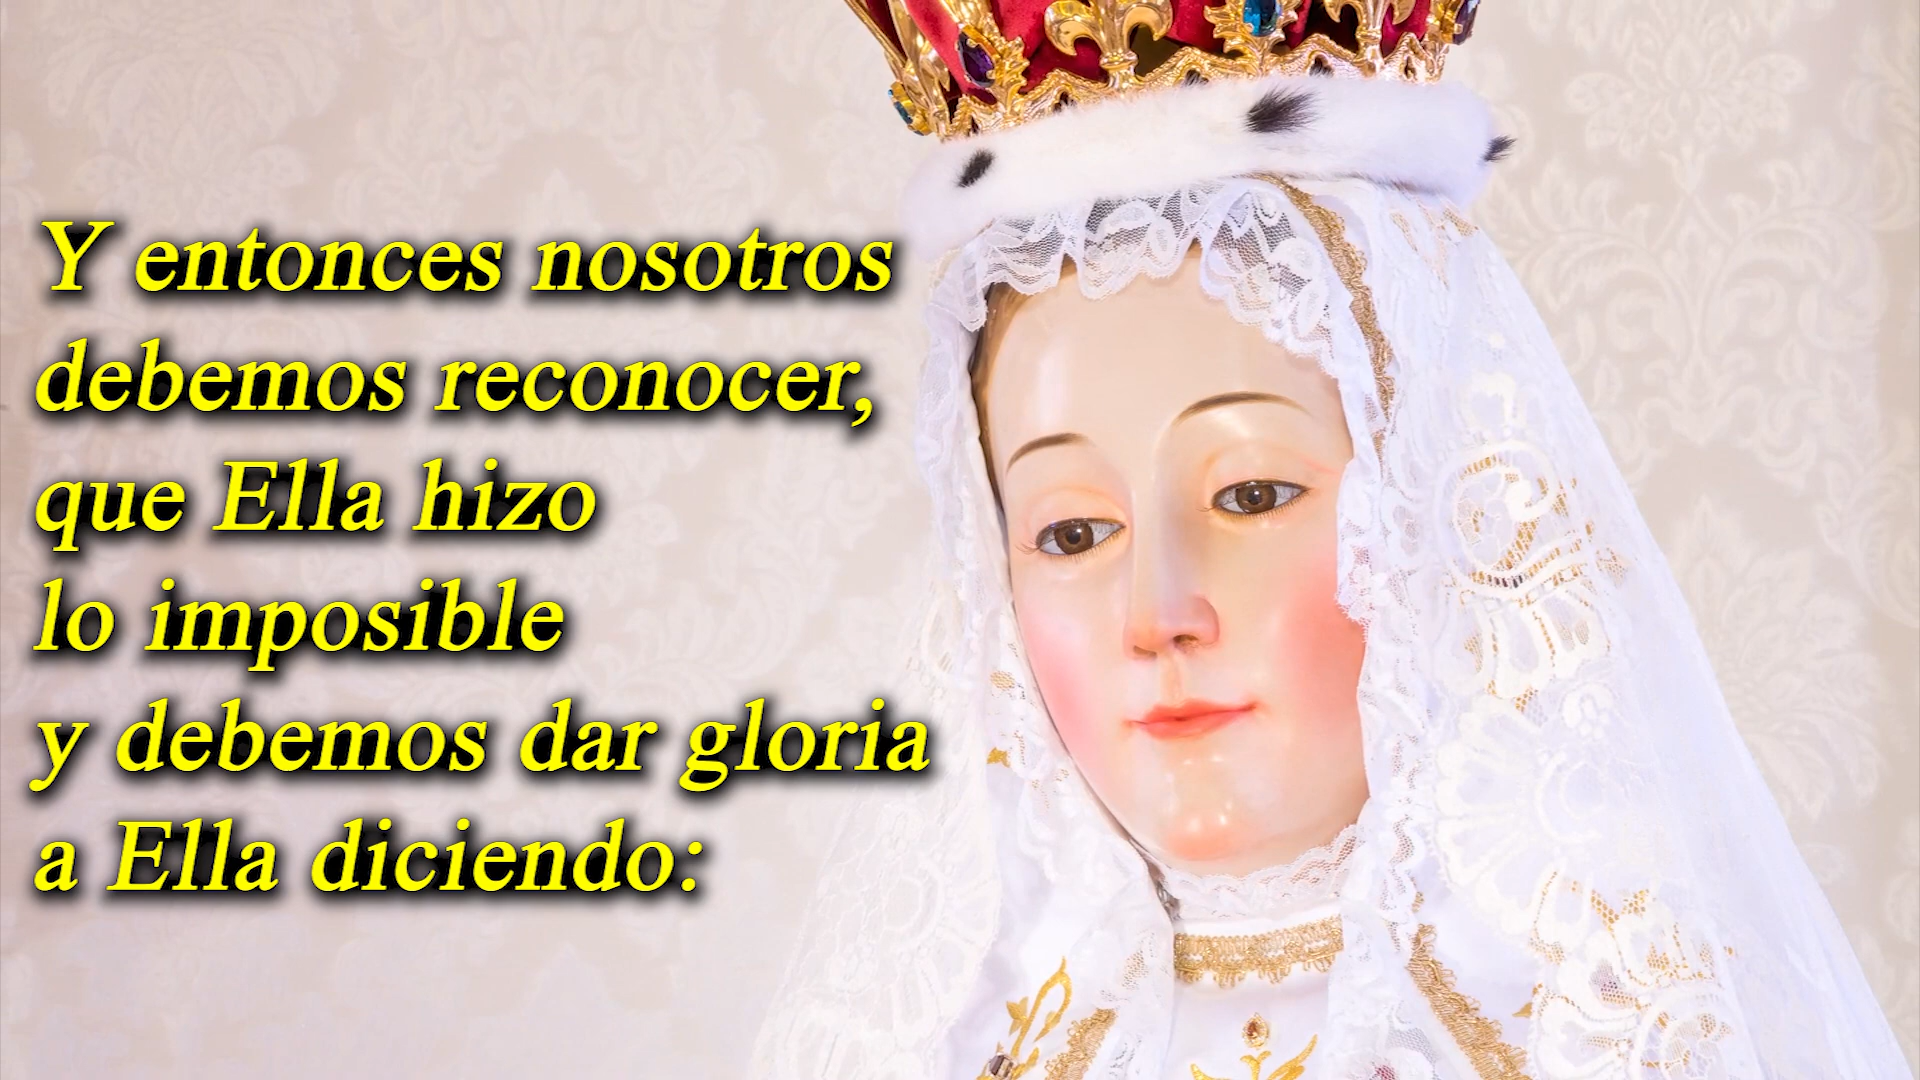 Y entonces nosotros
debemos reconocer,
que Ella hizo
lo imposible
y debemos dar gloria
a Ella diciendo: